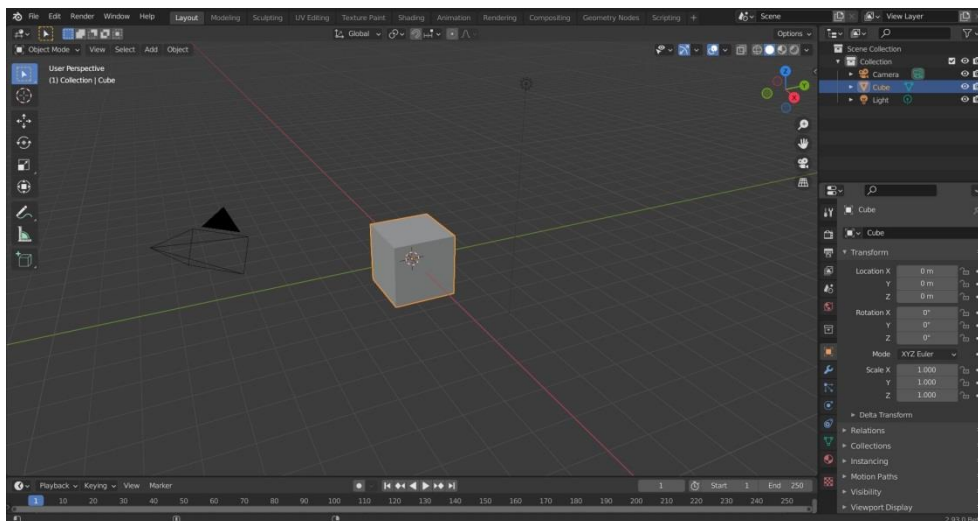 File Edit Render Window Help Layout Modeling Sculpting UV Editing Texture Paint Shading Animation Rendering Compositing Geometry Nodes Scripting + Scene View Layer
Global Options
Object Mode View Select Add Object
User Perspective
(1) Collection | Cube
Z
Y
X
Scene Collection
Collection
Camera
Cube
Light
Cube
Cube
Transform
Location X 0 m
Y 0 m
Z 0 m
Rotation X 0°
Y 0°
Z 0°
Mode XYZ Euler
Scale X 1.000
Y 1.000
Z 1.000
Delta Transform
Relations
Collections
Instancing
Motion Paths
Visibility
Viewport Display
Playback Keying View Marker 1 Start 1 End 250
1 10 20 30 40 50 60 70 80 90 100 110 120 130 140 150 160 170 180 190 200 210 220 230 240 250